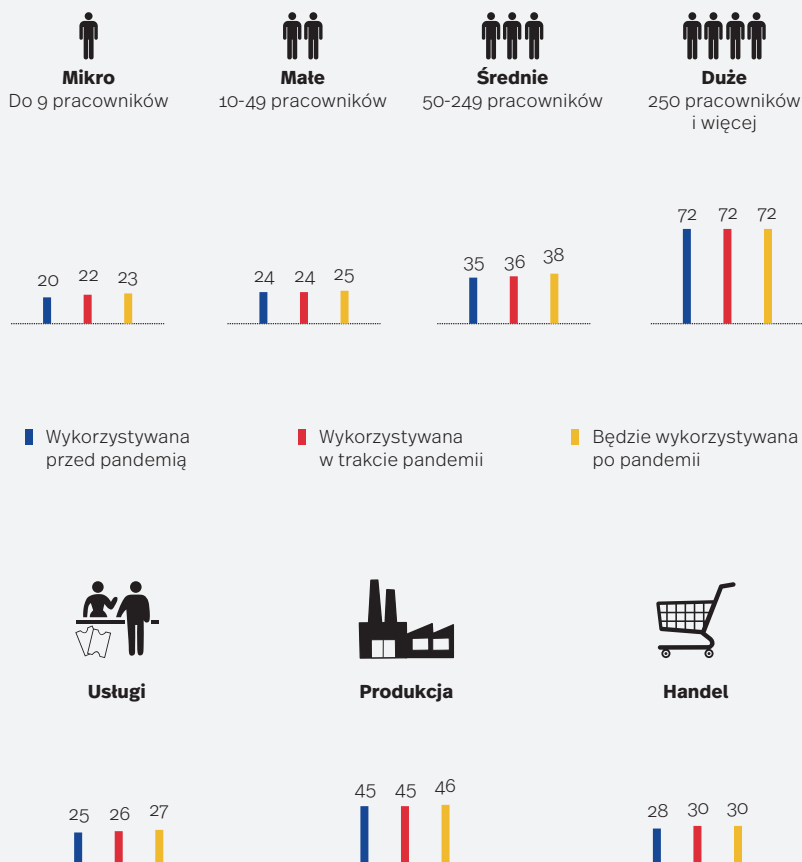 Mikro
Do 9 pracowników
Małe
10-49 pracowników
Średnie
50-249 pracowników
Duże
250 pracowników
i więcej
20 22 23
24 24 25
35 36 38
72 72 72
Wykorzystywana
przed pandemią
Wykorzystywana
w trakcie pandemii
Będzie wykorzystywana
po pandemii
Usługi
Produkcja
Handel
25 26 27
45 45 46
28 30 30